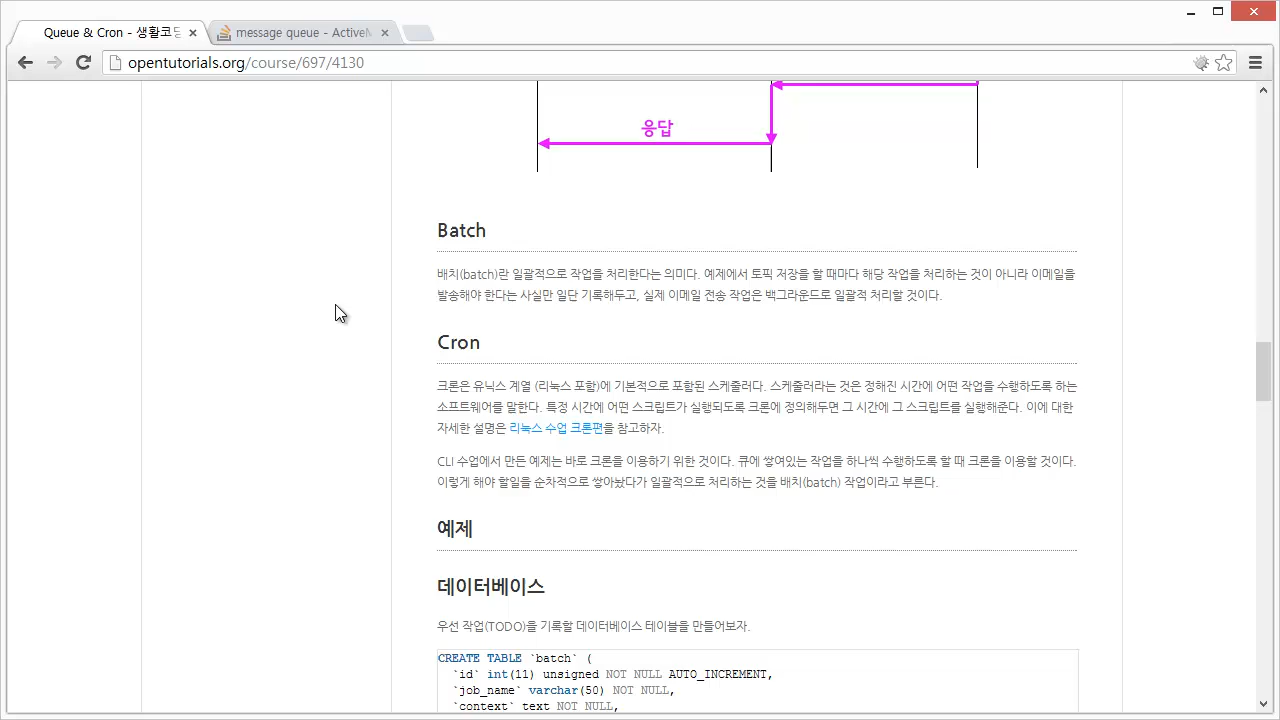 Queue & Cron - 생활코딩
message queue - ActiveM
opentutorials.org/course/697/4130
응답
Batch
배치(batch)란 일괄적으로 작업을 처리한다는 의미다. 예제에서 토픽 저장을 할 때마다 해당 작업을 처리하는 것이 아니라 이메일을
발송해야 한다는 사실만 일단 기록해두고, 실제 이메일 전송 작업은 백그라운드로 일괄적 처리할 것이다.
Cron
크론은 유닉스 계열 (리눅스 포함)에 기본적으로 포함된 스케줄러다. 스케줄러라는 것은 정해진 시간에 어떤 작업을 수행하도록 하는
소프트웨어를 말한다. 특정 시간에 어떤 스크립트가 실행되도록 크론에 정의해두면 그 시간에 그 스크립트를 실행해준다. 이에 대한
자세한 설명은 리눅스 수업 크론편을 참고하자.
CLI 수업에서 만든 예제는 바로 크론을 이용하기 위한 것이다. 큐에 쌓여있는 작업을 하나씩 수행하도록 할 때 크론을 이용할 것이다.
이렇게 해야 할일을 순차적으로 쌓아놨다가 일괄적으로 처리하는 것을 배치(batch) 작업이라고 부른다.
예제
데이터베이스
우선 작업(TODO)을 기록할 데이터베이스 테이블을 만들어보자.
CREATE TABLE `batch` (
`id` int(11) unsigned NOT NULL AUTO_INCREMENT,
`job_name` varchar(50) NOT NULL,
`context` text NOT NULL,